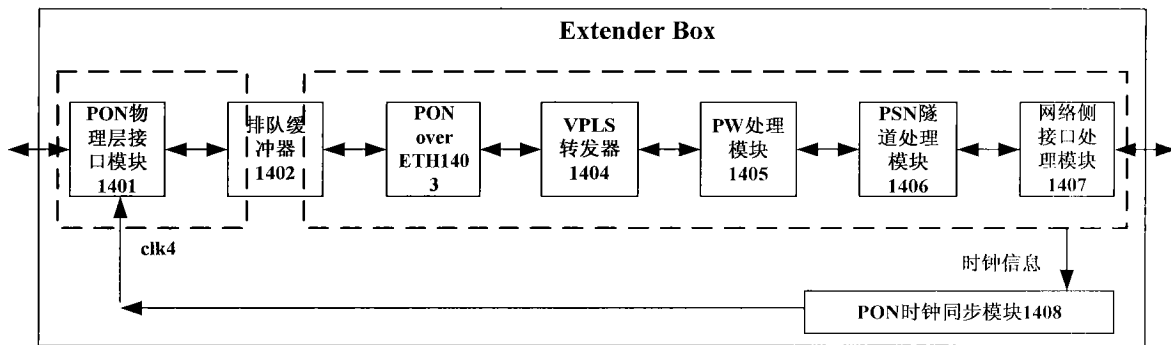 Extender Box
PON物
理层接
口模块
1401
排队缓
冲器
1402
PON
over
ETH140
3
VPLS
转发器
1404
PW处理
模块
1405
PSN隧
道处理
模块
1406
网络侧
接口处
理模块
1407
clk4
时钟信息
PON时钟同步模块1408